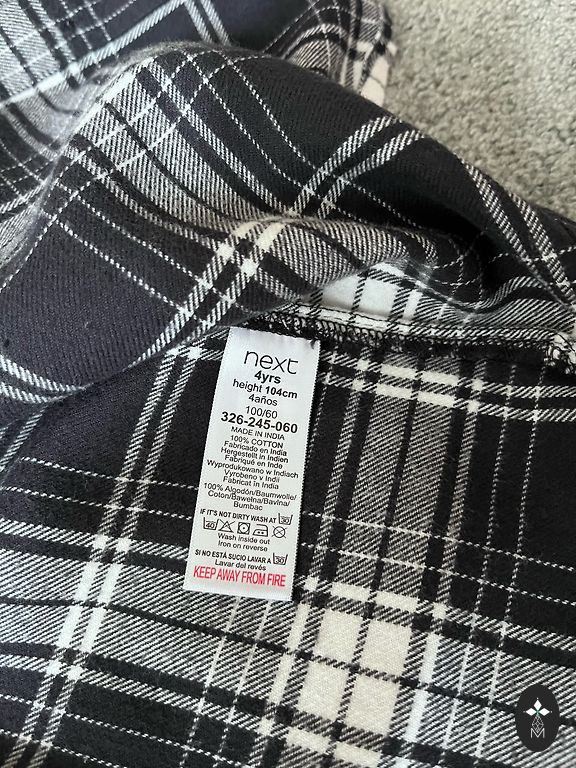 next
4yrs
height 104cm
4años
100/60
326-245-060
MADE IN INDIA
100% COTTON
Fabricado en Indio
Hergestellt in Indien
Fabriqué en Inde
Wyprodukowano w Indiach
Vyrobeno v Indii
Fabricat în India
100% Algodón/Baumwolle/
Coton/Bawełna/Bavlna/
Bumbac
IF IT'S NOT DIRTY WASH AT 30
40
Wash inside out
Iron on reverse
SI NO ESTÁ SUCIO LAVAR A 30
Lavar del revés
KEEP AWAY FROM FIRE
M